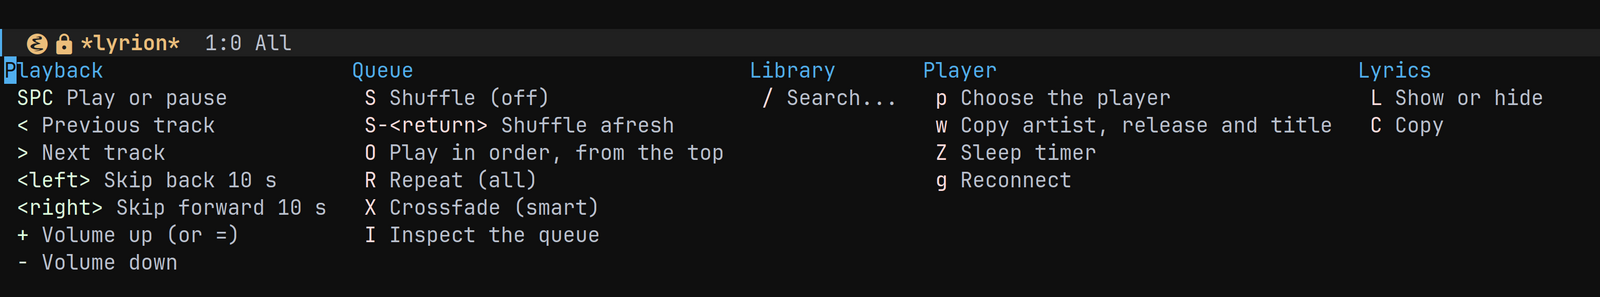 *lyrion* 1:0 All
Playback Queue Library Player Lyrics
SPC Play or pause S Shuffle (off) / Search... p Choose the player L Show or hide
< Previous track S-<return> Shuffle afresh w Copy artist, release and title C Copy
> Next track O Play in order, from the top Z Sleep timer
<left> Skip back 10 s R Repeat (all) g Reconnect
<right> Skip forward 10 s X Crossfade (smart)
+ Volume up (or =) I Inspect the queue
- Volume down